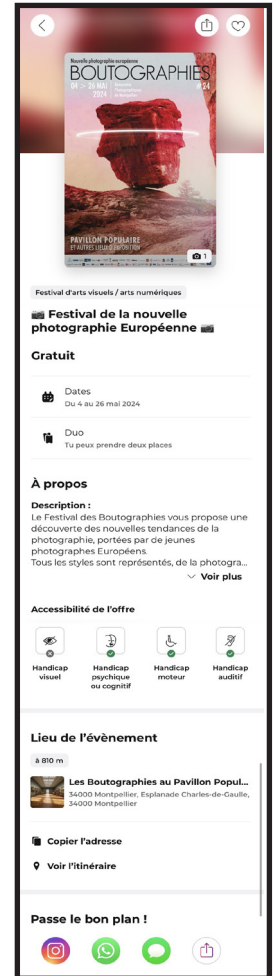 Nouvelle photographie européenne
BOUTOGRAPHIES
04 > 26 MAI
2024
Rencontres
Photographiques
de Montpellier
#24
PAVILLON POPULAIRE
ET AUTRES LIEUX D'EXPOSITION
1
Festival d'arts visuels / arts numériques
📷 Festival de la nouvelle
photographie Européenne 📷
Gratuit
Dates
Du 4 au 26 mai 2024
Duo
Tu peux prendre deux places
À propos
Description :
Le Festival des Boutographies vous propose une
découverte des nouvelles tendances de la
photographie, portées par de jeunes
photographes Européens.
Tous les styles sont représentés, de la photogra...
Voir plus
Accessibilité de l'offre
Handicap
visuel
Handicap
psychique
ou cognitif
Handicap
moteur
Handicap
auditif
Lieu de l'évènement
à 810 m
Les Boutographies au Pavillon Popul...
34000 Montpellier, Esplanade Charles-de-Gaulle,
34000 Montpellier
Copier l'adresse
Voir l'itinéraire
Passe le bon plan !